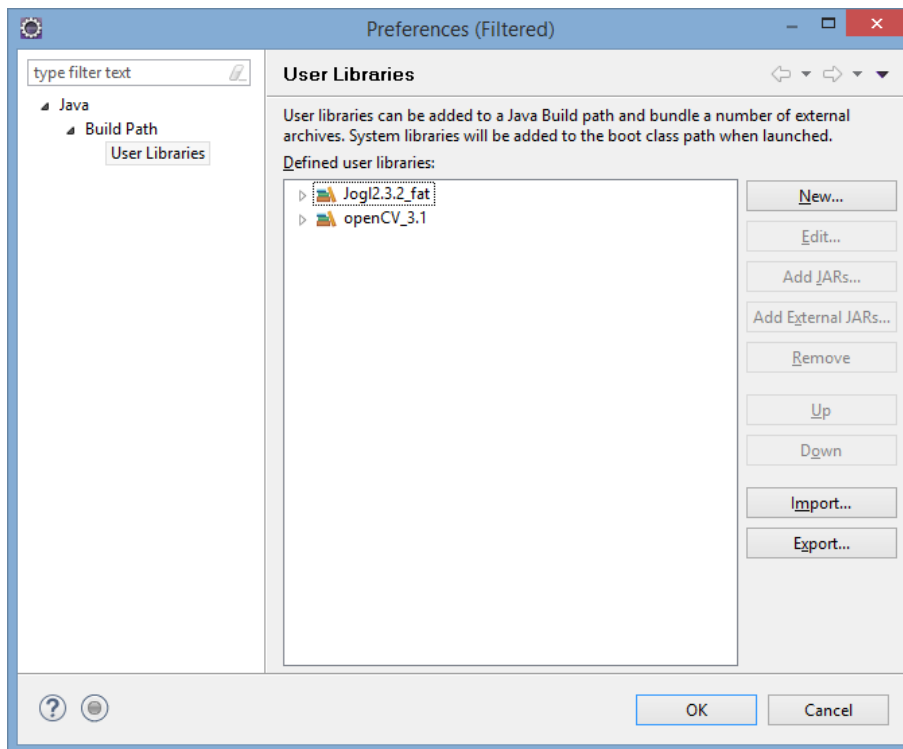 Preferences (Filtered)
type filter text
Java
Build Path
User Libraries
User Libraries
User libraries can be added to a Java Build path and bundle a number of external
archives. System libraries will be added to the boot class path when launched.
Defined user libraries:
Jogl2.3.2_fat
openCV_3.1
New...
Edit...
Add JARs...
Add External JARs...
Remove
Up
Down
Import...
Export...
OK
Cancel